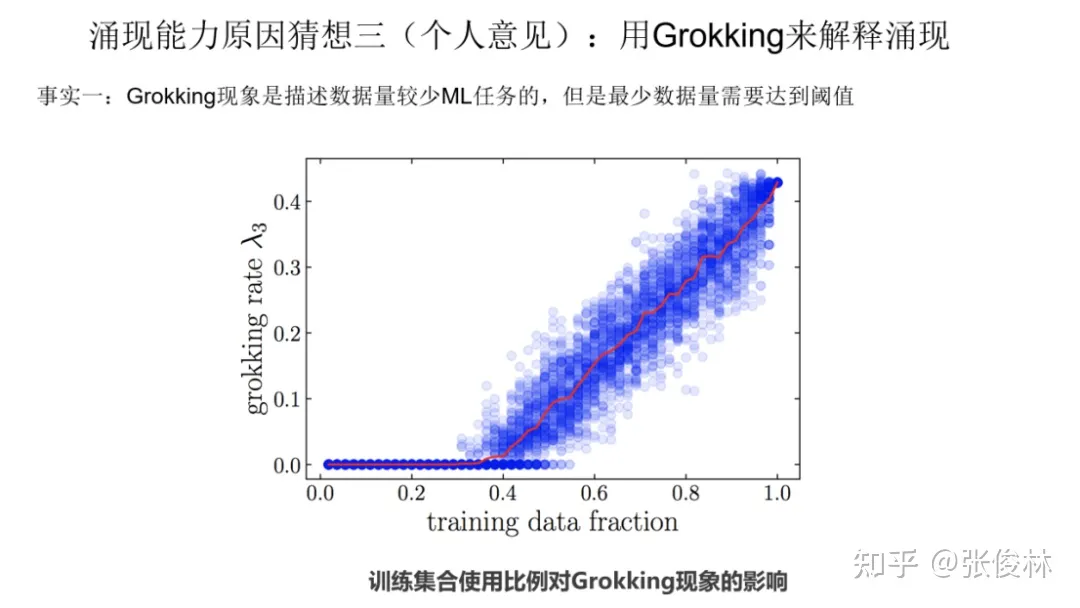 涌现能力原因猜想三（个人意见）：用Grokking来解释涌现
事实一：Grokking现象是描述数据量较少ML任务的，但是最少数据量需要达到阈值
0.4
0.3
0.2
0.1
0.0
grokking rate λ₃
0.0 0.2 0.4 0.6 0.8 1.0
training data fraction
训练集合使用比例对Grokking现象的影响
知乎 @张俊林